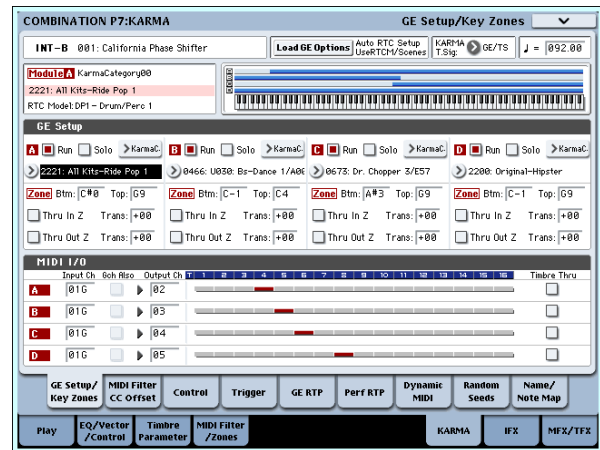 COMBINATION P7:KARMA GE Setup/Key Zones
INT-B 001: California Phase Shifter Load GE Options Auto RTC Setup UseRTCM/Scenes KARMA T.Sig: GE/TS ♩ = 092.00
Module A KarmaCategory00
2221: All Kits-Ride Pop 1
RTC Model: DP1 - Drum/Perc 1
GE Setup
A Run Solo KarmaC. B Run Solo KarmaC. C Run Solo KarmaC. D Run Solo KarmaC.
2221: All Kits-Ride Pop 1 0466: U030: Bs-Dance 1/A0E 0673: Dr. Chopper 3/E57 2200: Original-Hipster
Zone Btm: C#0 Top: G9 Zone Btm: C-1 Top: C4 Zone Btm: A#3 Top: G9 Zone Btm: C-1 Top: G9
Thru In Z Trans: +00 Thru In Z Trans: +00 Thru In Z Trans: +00 Thru In Z Trans: +00
Thru Out Z Trans: +00 Thru Out Z Trans: +00 Thru Out Z Trans: +00 Thru Out Z Trans: +00
MIDI I/O
Input Ch Gch Also Output Ch T 1 2 3 4 5 6 7 8 9 10 11 12 13 14 15 16 Timbre Thru
A 01G 02
B 01G 03
C 01G 04
D 01G 05
GE Setup/ Key Zones MIDI Filter CC Offset Control Trigger GE RTP Perf RTP Dynamic MIDI Random Seeds Name/ Note Map
Play EQ/Vector /Control Timbre Parameter MIDI Filter /Zones KARMA IFX MFX/TFX